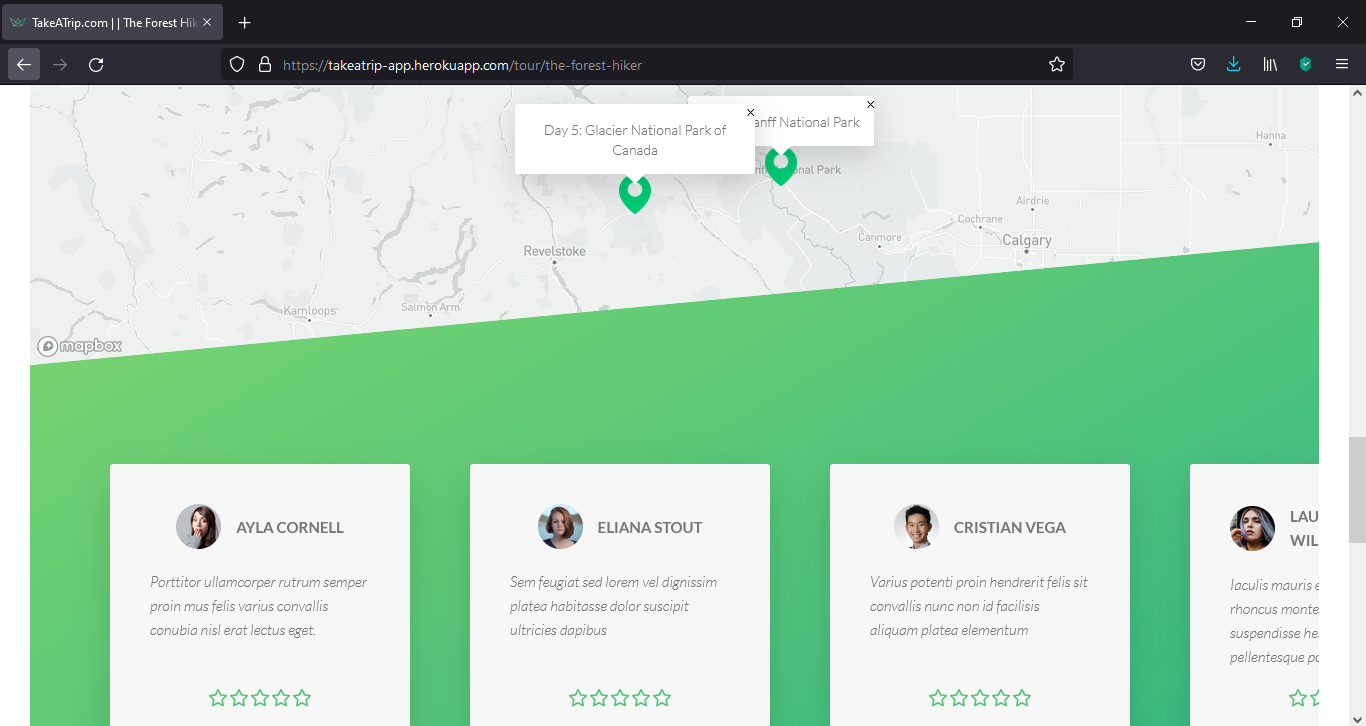 TakeATrip.com | | The Forest Hik
https://takeatrip-app.herokuapp.com/tour/the-forest-hiker
Day 5: Glacier National Park of
Canada
anff National Park
nal Park
Hanna
Airdrie
Cochrane
Canmore
Calgary
Revelstoke
Kamloops
Salmon Arm
mapbox
AYLA CORNELL
Porttitor ullamcorper rutrum semper
proin mus felis varius convallis
conubia nisl erat lectus eget.
ELIANA STOUT
Sem feugiat sed lorem vel dignissim
platea habitasse dolor suscipit
ultricies dapibus
CRISTIAN VEGA
Varius potenti proin hendrerit felis sit
convallis nunc non id facilisis
aliquam platea elementum
LAU
WIL
Iaculis mauris e
rhoncus monte
suspendisse he
pellentesque po